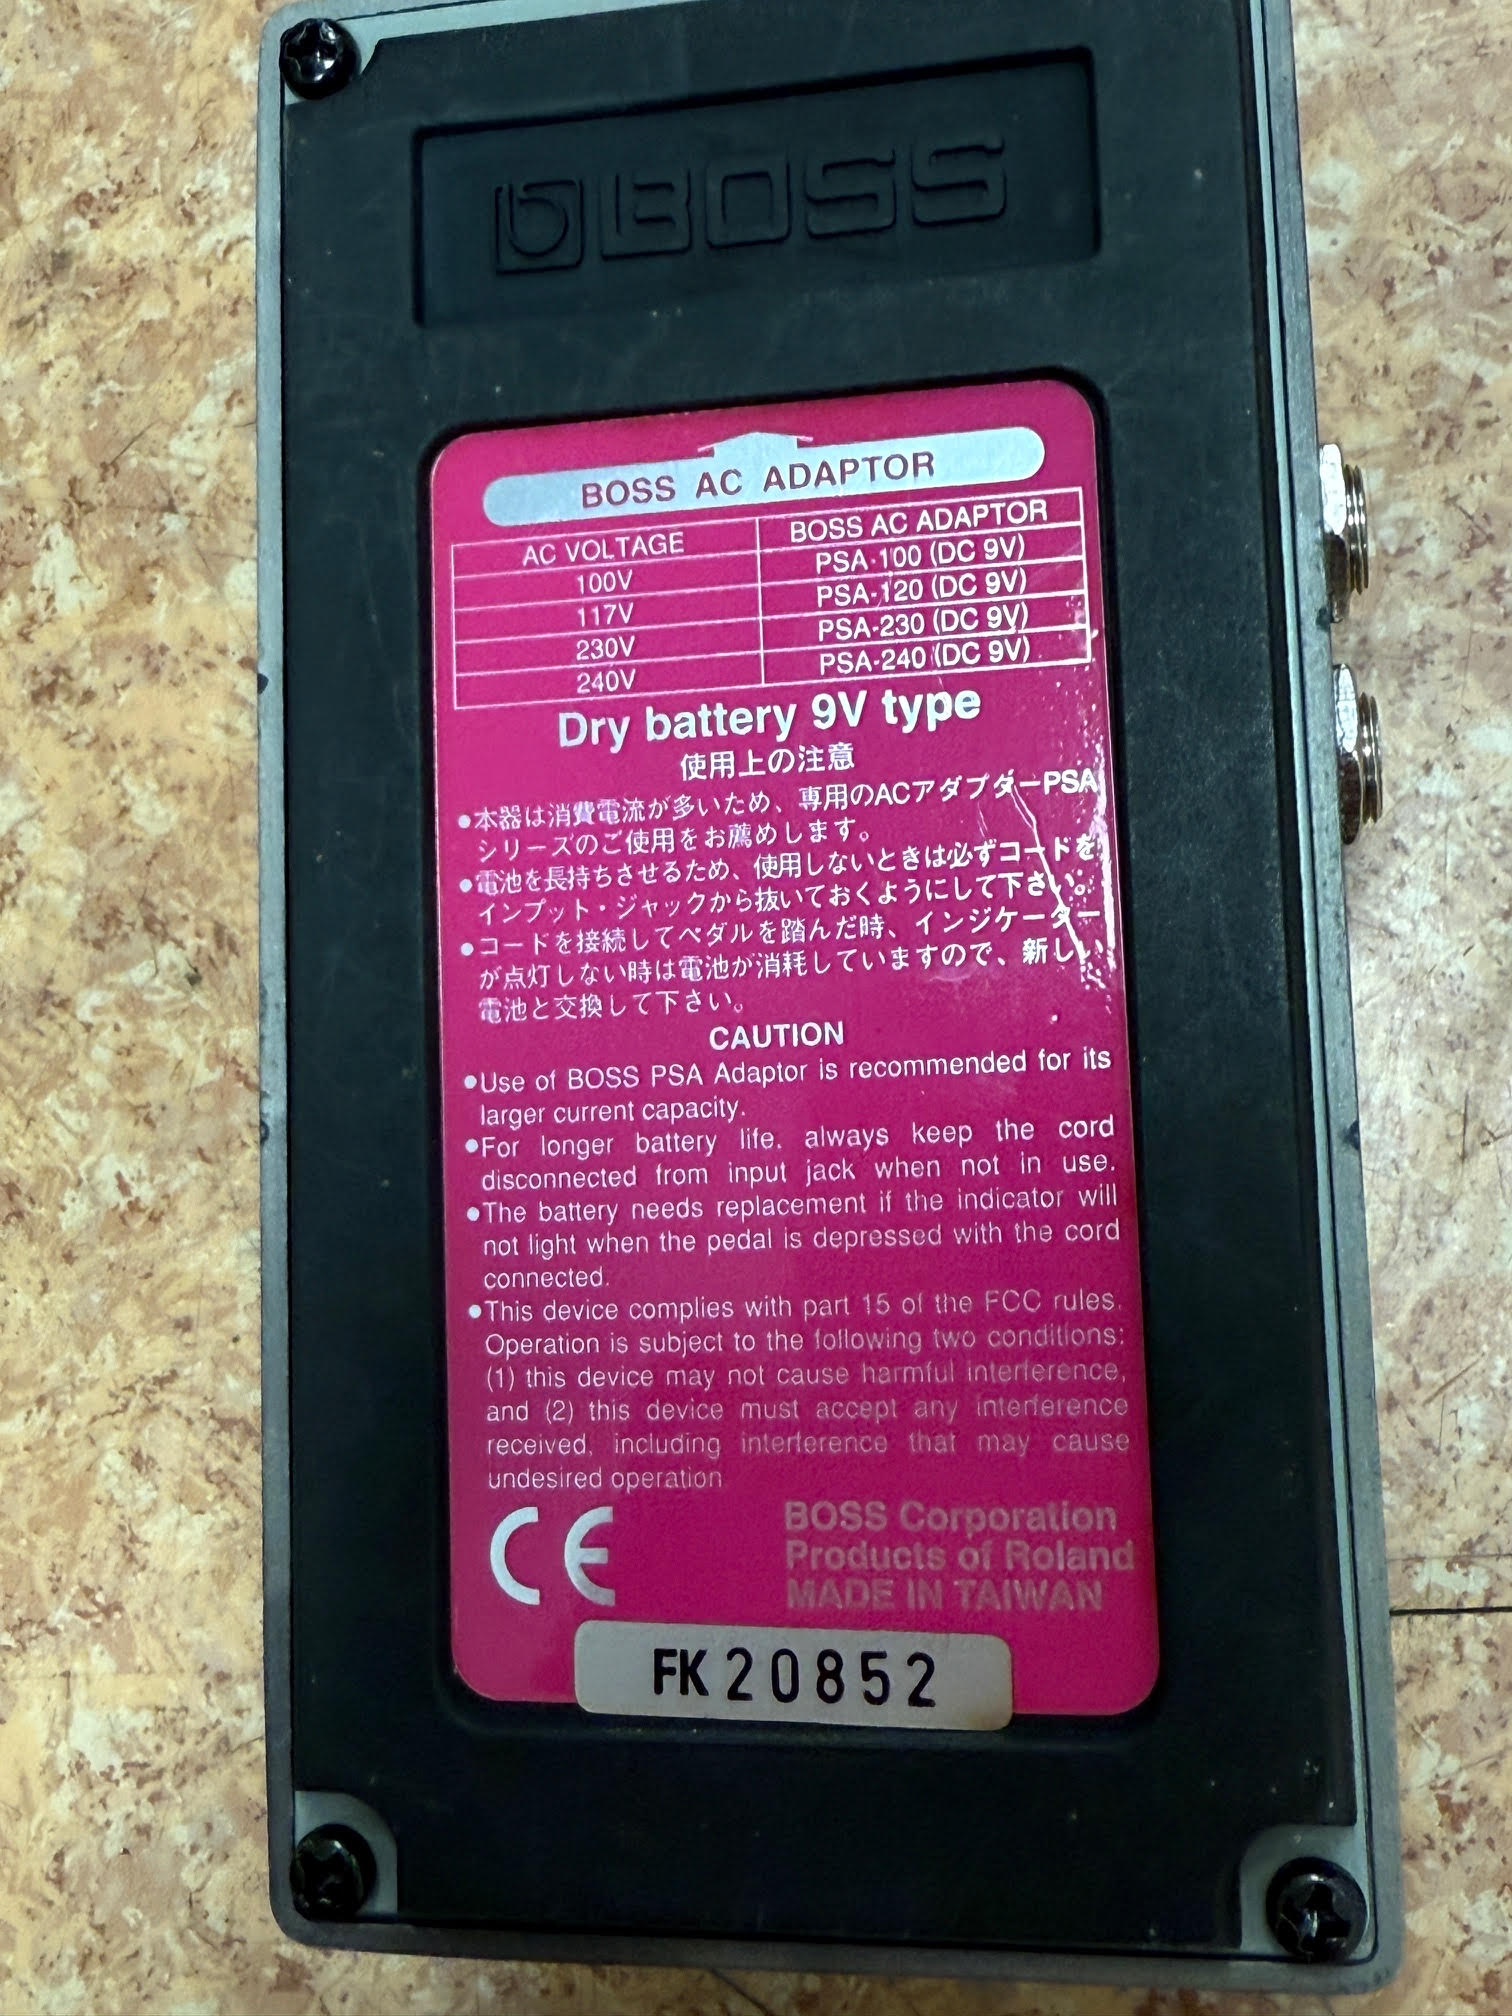 BOSS
BOSS AC ADAPTOR
AC VOLTAGE BOSS AC ADAPTOR
100V PSA-100 (DC 9V)
117V PSA-120 (DC 9V)
230V PSA-230 (DC 9V)
240V PSA-240 (DC 9V)
Dry battery 9V type
使用上の注意
●本器は消費電流が多いため、専用のACアダプターPSA
シリーズのご使用をお薦めします。
●電池を長持ちさせるため、使用しないときは必ずコードを
インプット・ジャックから抜いておくようにして下さい。
●コードを接続してペダルを踏んだ時、インジケーター
が点灯しない時は電池が消耗していますので、新しい
電池と交換して下さい。
CAUTION
●Use of BOSS PSA Adaptor is recommended for its
larger current capacity.
●For longer battery life, always keep the cord
disconnected from input jack when not in use.
●The battery needs replacement if the indicator will
not light when the pedal is depressed with the cord
connected.
●This device complies with part 15 of the FCC rules.
Operation is subject to the following two conditions:
(1) this device may not cause harmful interference,
and (2) this device must accept any interference
received, including interference that may cause
undesired operation
CE
BOSS Corporation
Products of Roland
MADE IN TAIWAN
FK20852